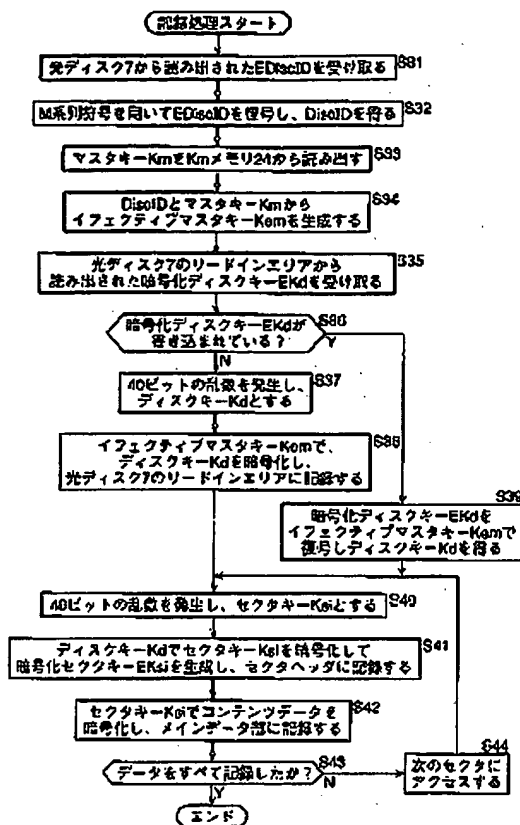 記録処理スタート
S31
光ディスク7から読み出されたEDiscIDを受け取る
S32
M系列符号を用いてEDiscIDを復号し、DiscIDを得る
S33
マスタキーKmをKmメモリ24から読み出す
S34
DiscIDとマスタキーKmから
イフェクティブマスタキーKemを生成する
S35
光ディスク7のリードインエリアから
読み出された暗号化ディスクキーEKdを受け取る
S36
暗号化ディスクキーEKdが
書き込まれている?
Y
N
S37
40ビットの乱数を発生し、
ディスクキーKdとする
S38
イフェクティブマスタキーKemで、
ディスクキーKdを暗号化し、
光ディスク7のリードインエリアに記録する
S39
暗号化ディスクキーEKdを
イフェクティブマスタキーKemで
復号しディスクキーKdを得る
S40
40ビットの乱数を発生し、セクタキーKsiとする
S41
ディスクキーKdでセクタキーKsiを暗号化して
暗号化セクタキーEKsiを生成し、セクタヘッダに記録する
S42
セクタキーKsiでコンテンツデータを
暗号化し、メインデータ部に記録する
S43
データをすべて記録したか?
N
S44
次のセクタに
アクセスする
Y
エンド